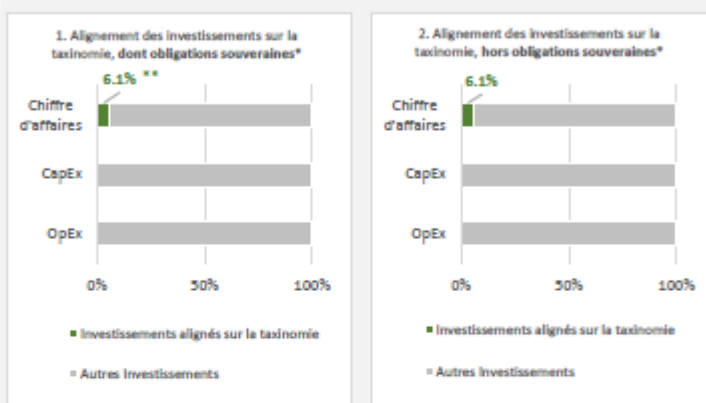 1. Alignement des investissements sur la
taxinomie, dont obligations souveraines*
6.1% **
Chiffre
d'affaires
CapEx
OpEx
0% 50% 100%
Investissements alignés sur la taxinomie
Autres Investissements
2. Alignement des investissements sur la
taxinomie, hors obligations souveraines*
6.1%
Chiffre
d'affaires
CapEx
OpEx
0% 50% 100%
Investissements alignés sur la taxinomie
Autres Investissements